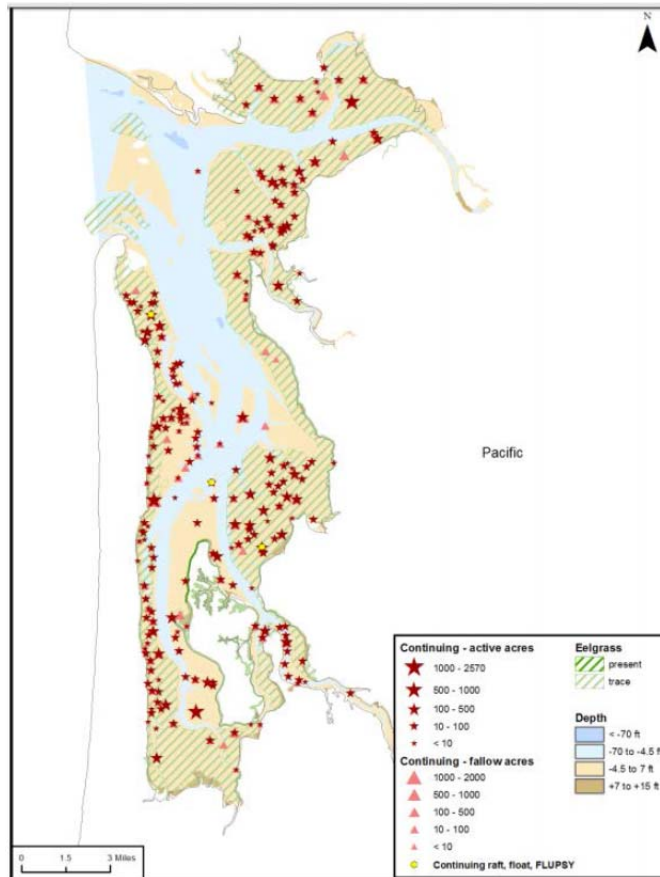 N
Pacific
Continuing - active acres
1000 - 2570
500 - 1000
100 - 500
10 - 100
< 10
Continuing - fallow acres
1000 - 2000
500 - 1000
100 - 500
10 - 100
< 10
Continuing raft, float, FLUPSY
Eelgrass
present
trace
Depth
< -70 ft
-70 to -4.5 ft
-4.5 to 7 ft
+7 to +15 ft
0 1.5 3 Miles